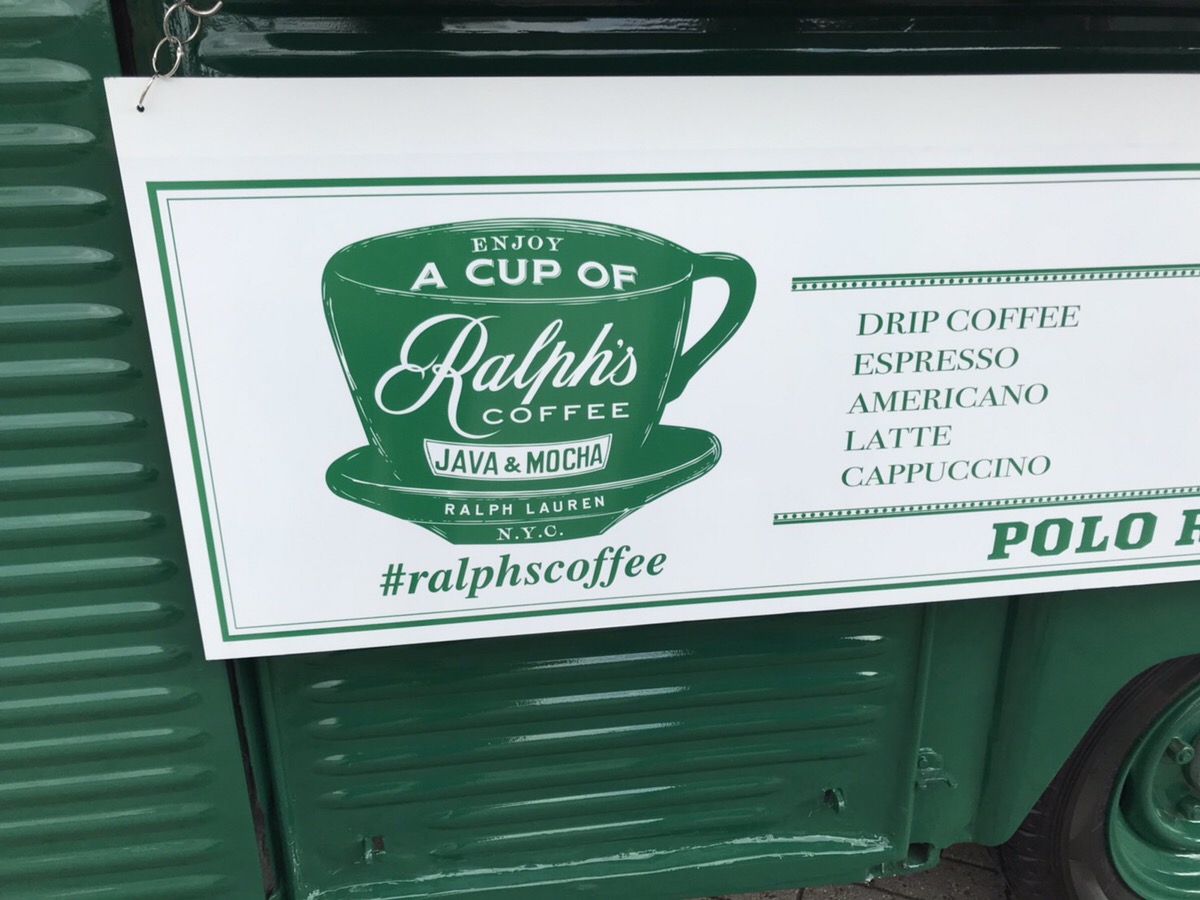 ENJOY
A CUP OF
Ralph's
COFFEE
JAVA & MOCHA
RALPH LAUREN
N.Y.C.
#ralphscoffee
DRIP COFFEE
ESPRESSO
AMERICANO
LATTE
CAPPUCCINO
POLO